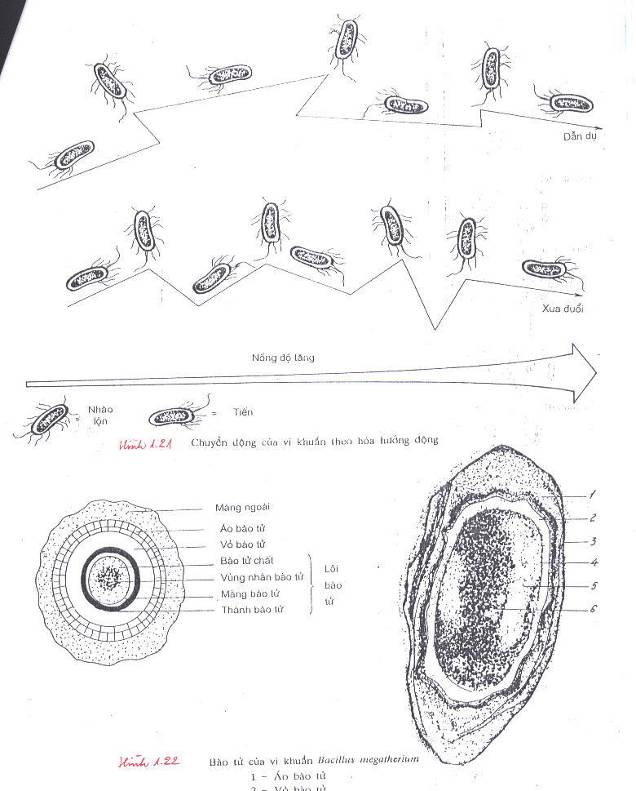 Dẫn dụ
Xua đuổi
Nồng độ tăng
= Nhào lộn
= Tiến
Hình 1.21 Chuyển động của vi khuẩn theo hóa hướng động
Màng ngoài
Áo bào tử
Vỏ bào tử
Bào tử chất
Vùng nhân bào tử
Màng bào tử
Thành bào tử
Lõi
bào
tử
1
2
3
4
5
6
Hình 1.22 Bào tử của vi khuẩn Bacillus megatherium
1 - Áo bào tử
2 - Vỏ bào tử